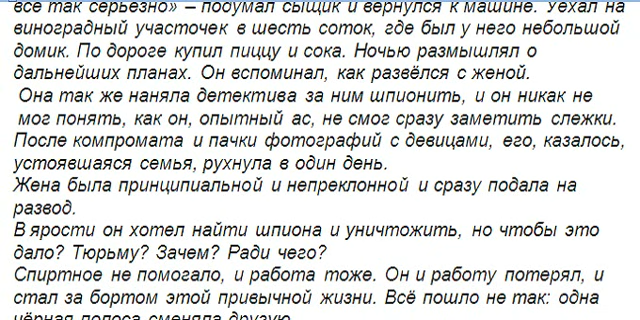 все так серьезно» – подумал сыщик и вернулся к машине. Уехал на
виноградный участочек в шесть соток, где был у него небольшой
домик. По дороге купил пиццу и сока. Ночью размышлял о
дальнейших планах. Он вспоминал, как развёлся с женой.
Она так же наняла детектива за ним шпионить, и он никак не
мог понять, как он, опытный ас, не смог сразу заметить слежки.
После компромата и пачки фотографий с девицами, его, казалось,
устоявшаяся семья, рухнула в один день.
Жена была принципиальной и непреклонной и сразу подала на
развод.
В ярости он хотел найти шпиона и уничтожить, но чтобы это
дало? Тюрьму? Зачем? Ради чего?
Спиртное не помогало, и работа тоже. Он и работу потерял, и
стал за бортом этой привычной жизни. Всё пошло не так: одна
чёрная полоса сменяла другую